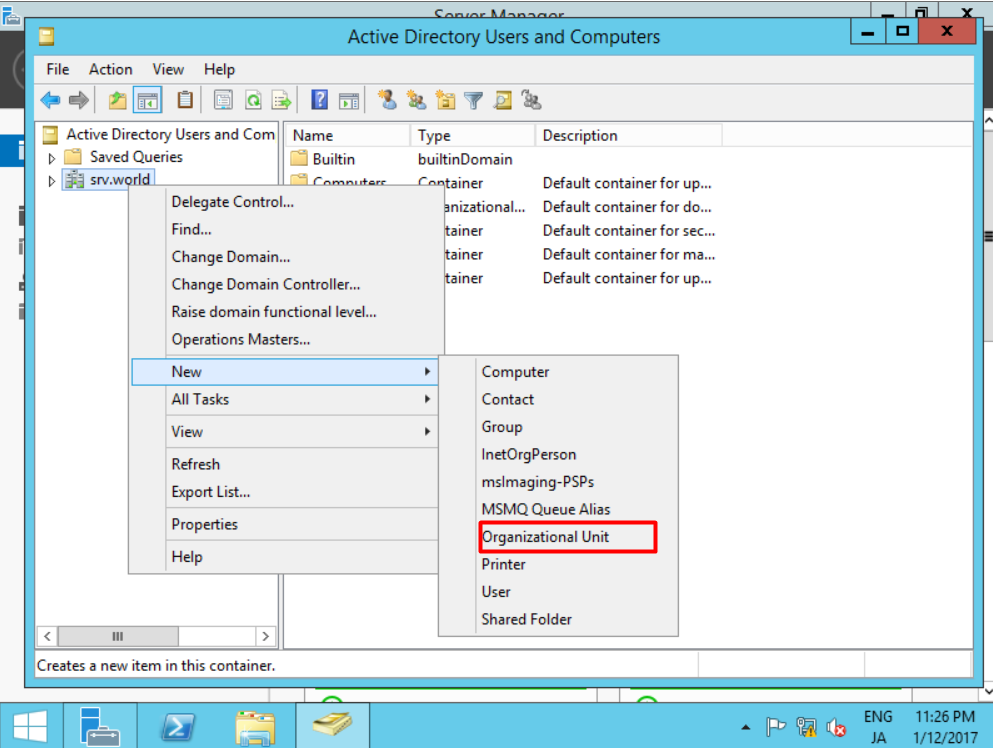 Server Manager
Active Directory Users and Computers
File Action View Help
Active Directory Users and Com
Name Type Description
Saved Queries
Builtin builtinDomain
srv.world
Computers Container Default container for up...
anizational... Default container for do...
tainer Default container for sec...
tainer Default container for ma...
tainer Default container for up...
Delegate Control...
Find...
Change Domain...
Change Domain Controller...
Raise domain functional level...
Operations Masters...
New
All Tasks
View
Refresh
Export List...
Properties
Help
Computer
Contact
Group
InetOrgPerson
msImaging-PSPs
MSMQ Queue Alias
Organizational Unit
Printer
User
Shared Folder
Creates a new item in this container.
ENG 11:26 PM
JA 1/12/2017